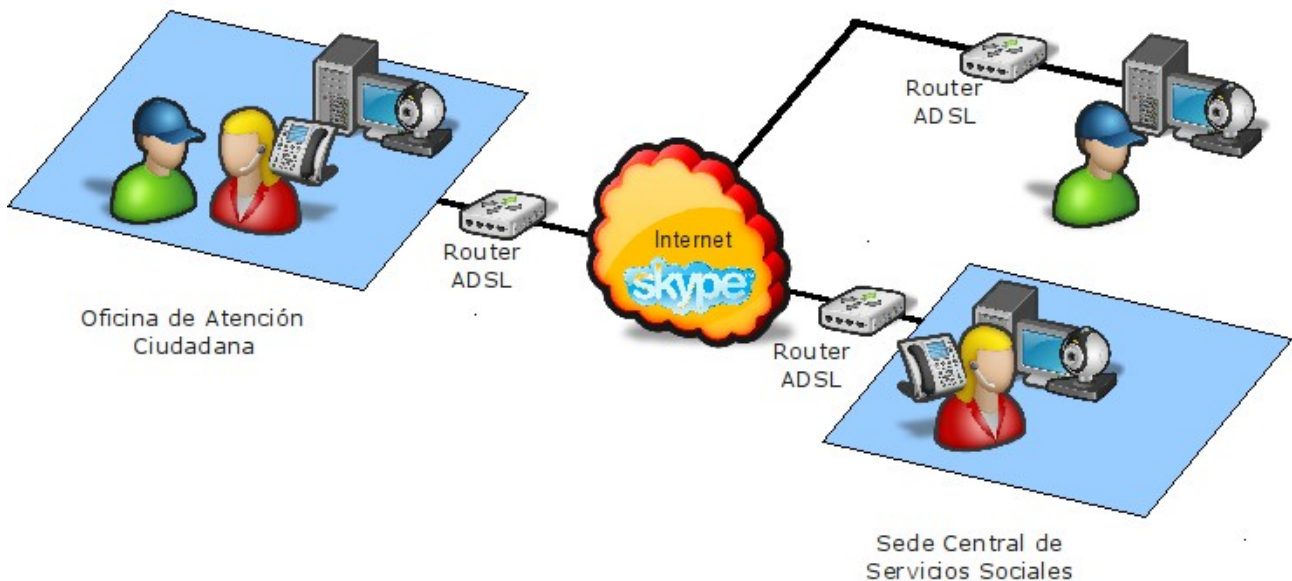 Router
ADSL
Router
ADSL
Internet
skype
Router
ADSL
Oficina de Atención
Ciudadana
Sede Central de
Servicios Sociales